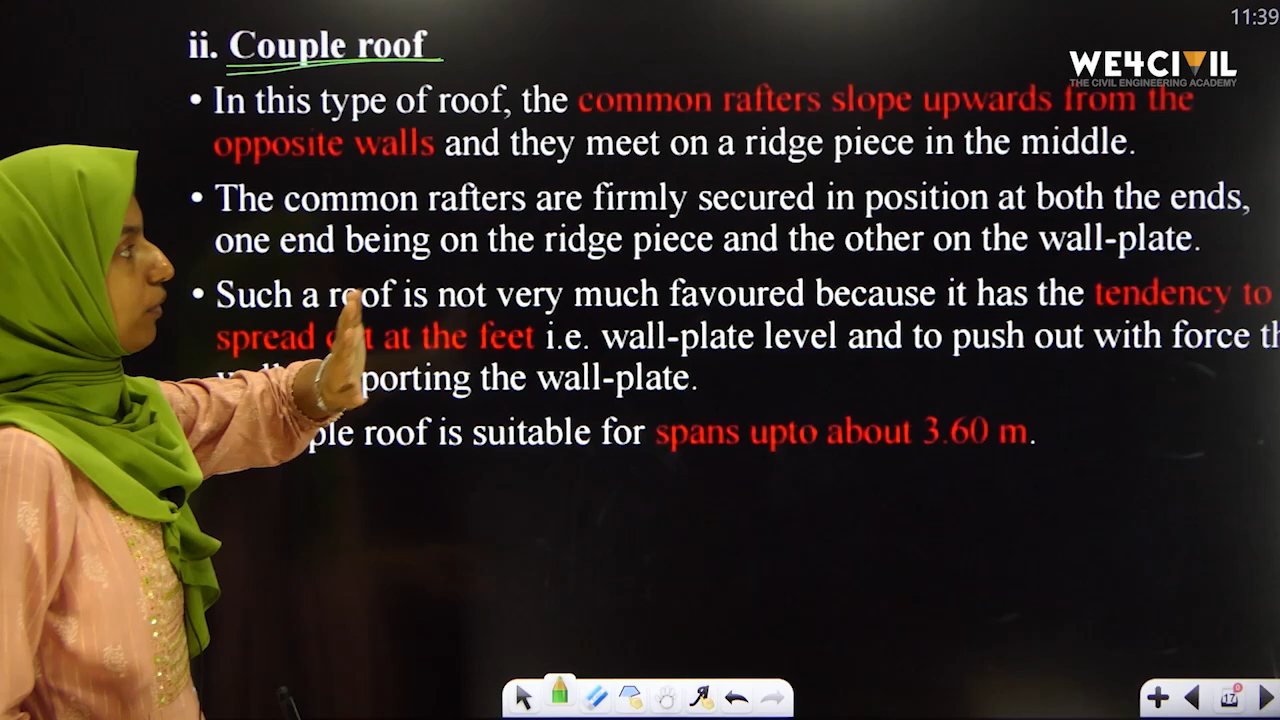 11:39
ii. Couple roof
WE4CIVIL
THE CIVIL ENGINEERING ACADEMY
• In this type of roof, the common rafters slope upwards from the
opposite walls and they meet on a ridge piece in the middle.
• The common rafters are firmly secured in position at both the ends,
one end being on the ridge piece and the other on the wall-plate.
• Such a roof is not very much favoured because it has the tendency to
spread out at the feet i.e. wall-plate level and to push out with force th
porting the wall-plate.
ple roof is suitable for spans upto about 3.60 m.
17